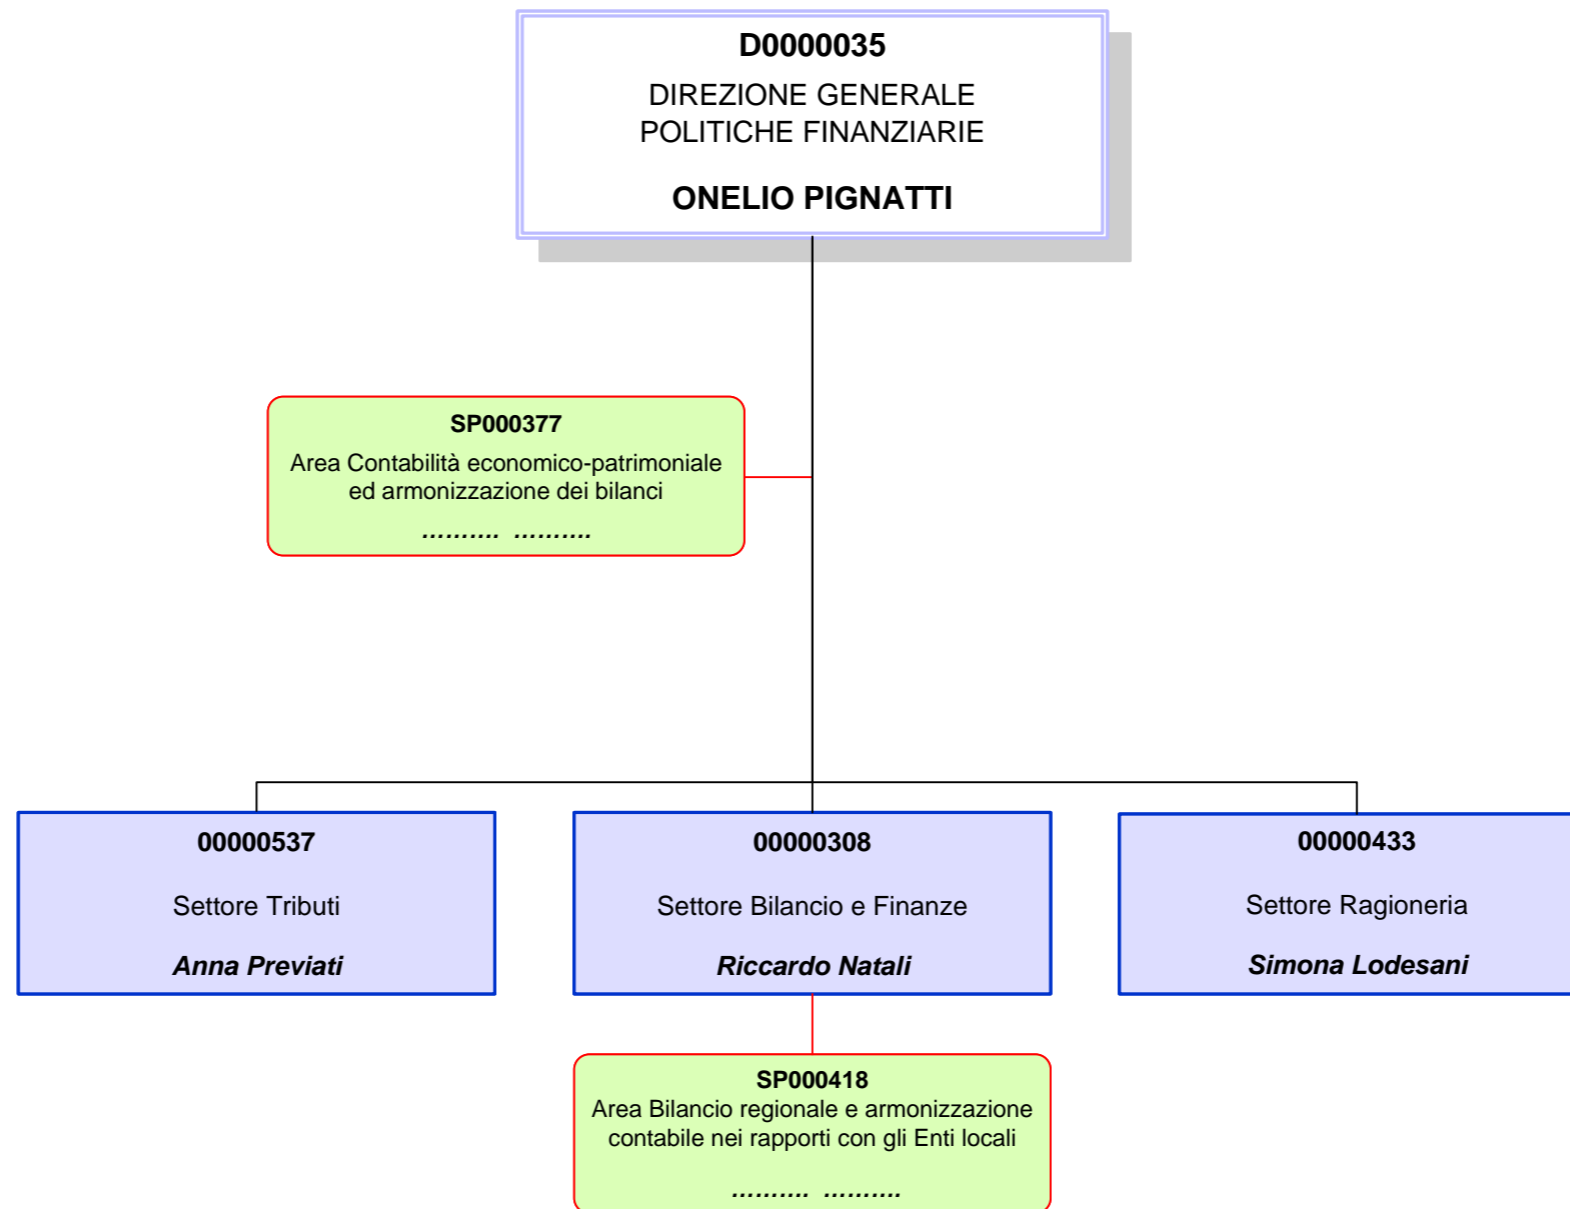 D0000035
DIREZIONE GENERALE
POLITICHE FINANZIARIE
ONELIO PIGNATTI
SP000377
Area Contabilità economico-patrimoniale
ed armonizzazione dei bilanci
………. ……….
00000537
Settore Tributi
Anna Previati
00000308
Settore Bilancio e Finanze
Riccardo Natali
00000433
Settore Ragioneria
Simona Lodesani
SP000418
Area Bilancio regionale e armonizzazione
contabile nei rapporti con gli Enti locali
………. ……….